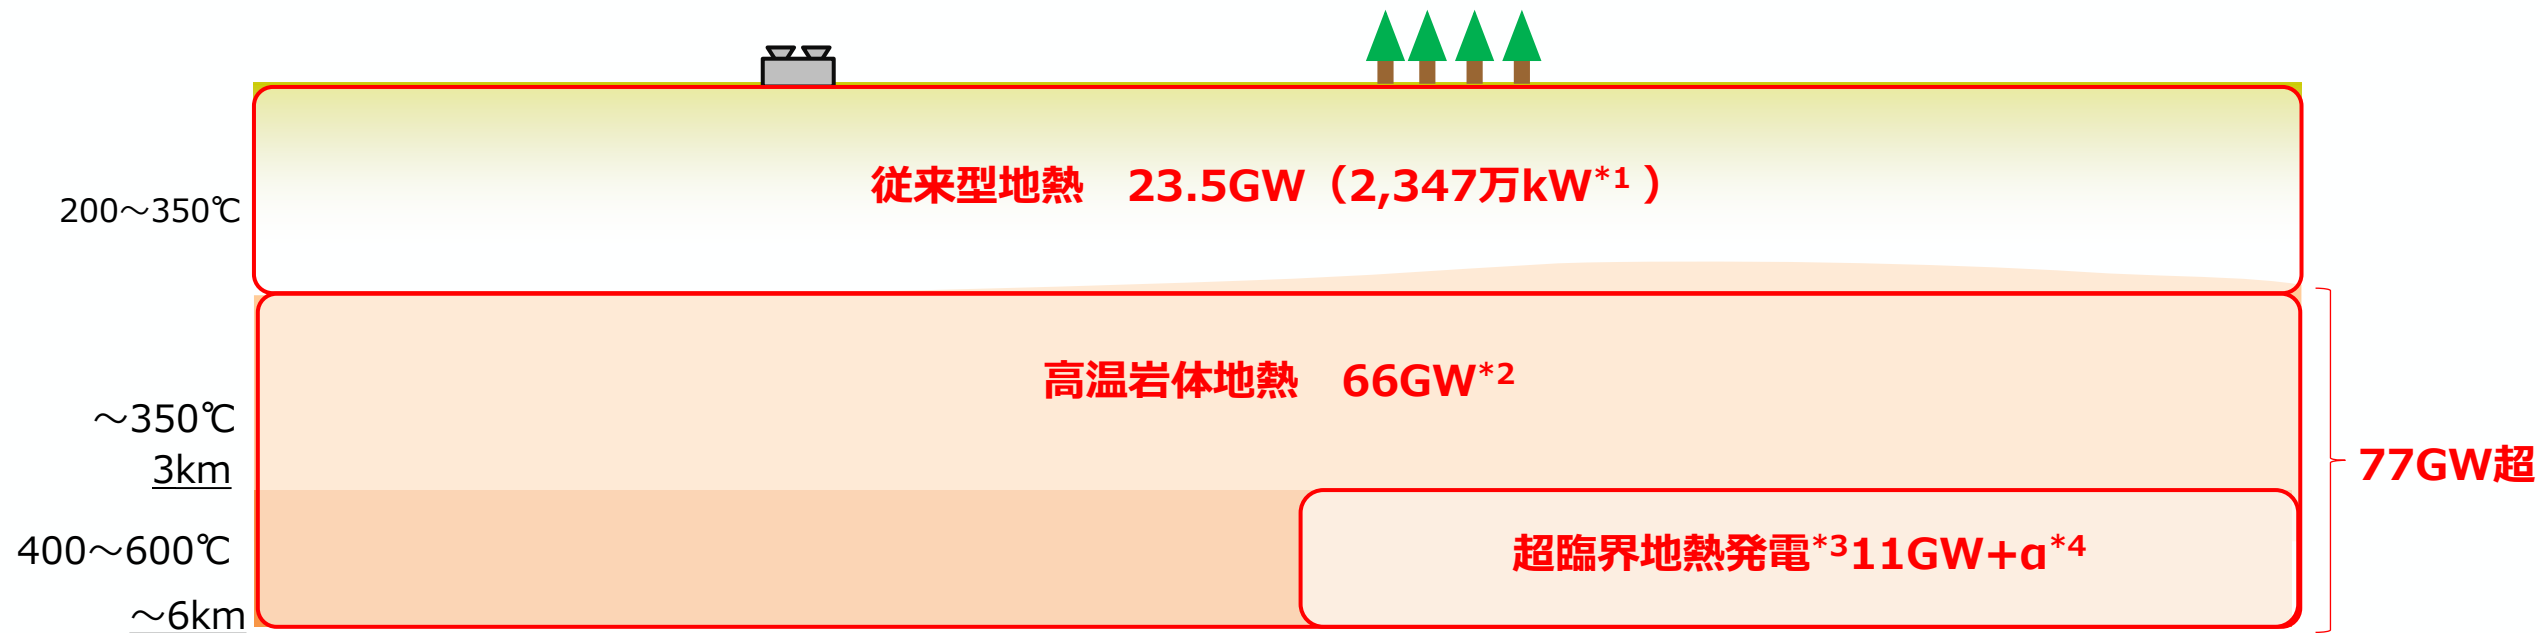 従来型地熱　23.5GW（2,347万kW*1 ）
200～350℃
高温岩体地熱　66GW*2
～350℃
3km
77GW超
400～600℃
超臨界地熱発電*311GW+α*4
～6km